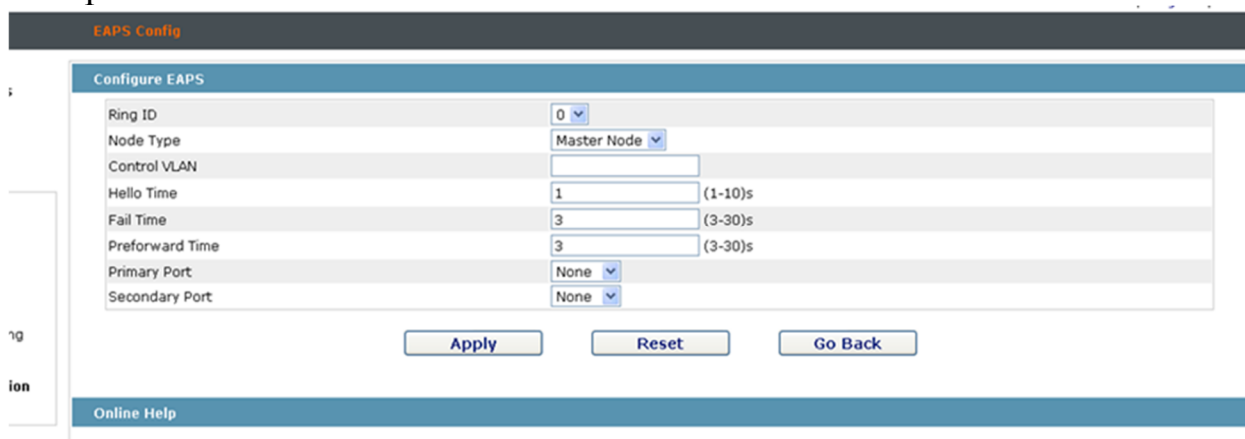 EAPS Config
Configure EAPS
Ring ID 0
Node Type Master Node
Control VLAN
Hello Time 1 (1-10)s
Fail Time 3 (3-30)s
Preforward Time 3 (3-30)s
Primary Port None
Secondary Port None
ng
Apply Reset Go Back
ion
Online Help